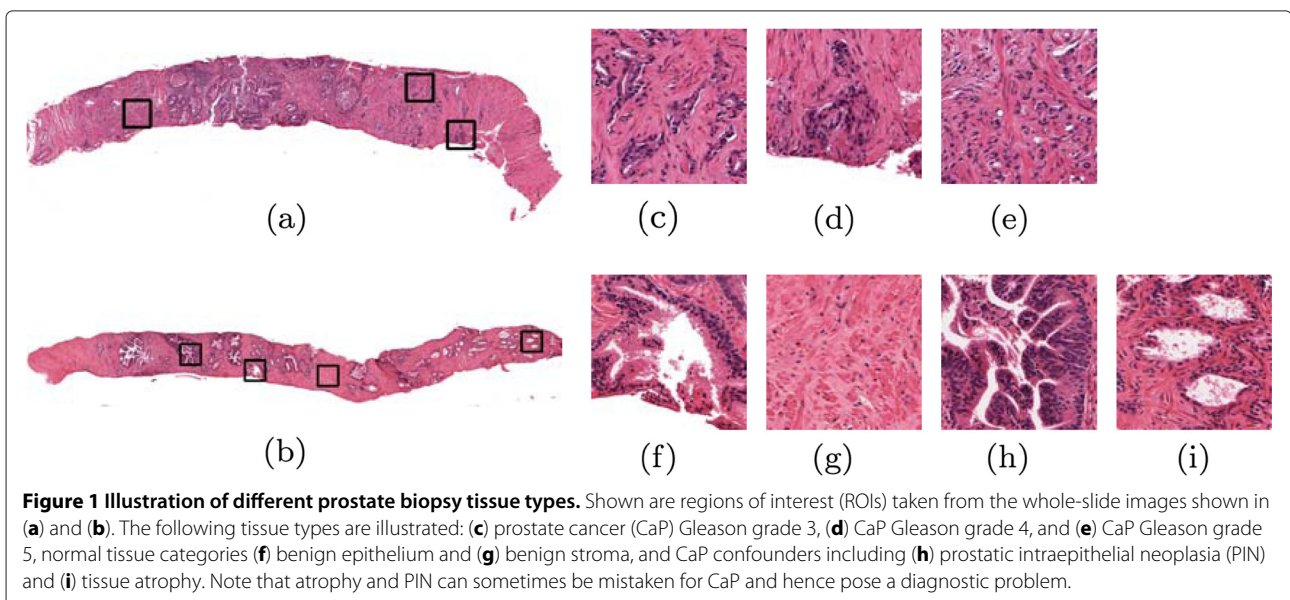 (a)
(c)
(d)
(e)
(b)
(f)
(g)
(h)
(i)
Figure 1 Illustration of different prostate biopsy tissue types. Shown are regions of interest (ROIs) taken from the whole-slide images shown in
(a) and (b). The following tissue types are illustrated: (c) prostate cancer (CaP) Gleason grade 3, (d) CaP Gleason grade 4, and (e) CaP Gleason grade
5, normal tissue categories (f) benign epithelium and (g) benign stroma, and CaP confounders including (h) prostatic intraepithelial neoplasia (PIN)
and (i) tissue atrophy. Note that atrophy and PIN can sometimes be mistaken for CaP and hence pose a diagnostic problem.